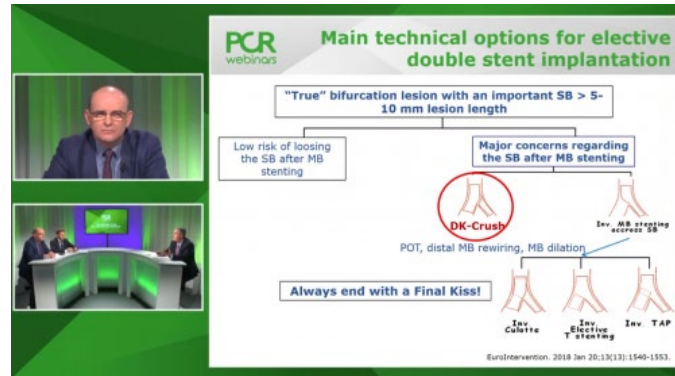 PCR
webinars
Main technical options for elective
double stent implantation
"True" bifurcation lesion with an important SB > 5-
10 mm lesion length
Low risk of loosing
the SB after MB
stenting
Major concerns regarding
the SB after MB stenting
DK-Crush
Inv. MB stenting
accross SB
POT, distal MB rewiring, MB dilation
Always end with a Final Kiss!
Inv.
Culotte
Inv.
Elective
T stenting
Inv. TAP
EuroIntervention. 2018 Jan 20;13(13):1540-1553.